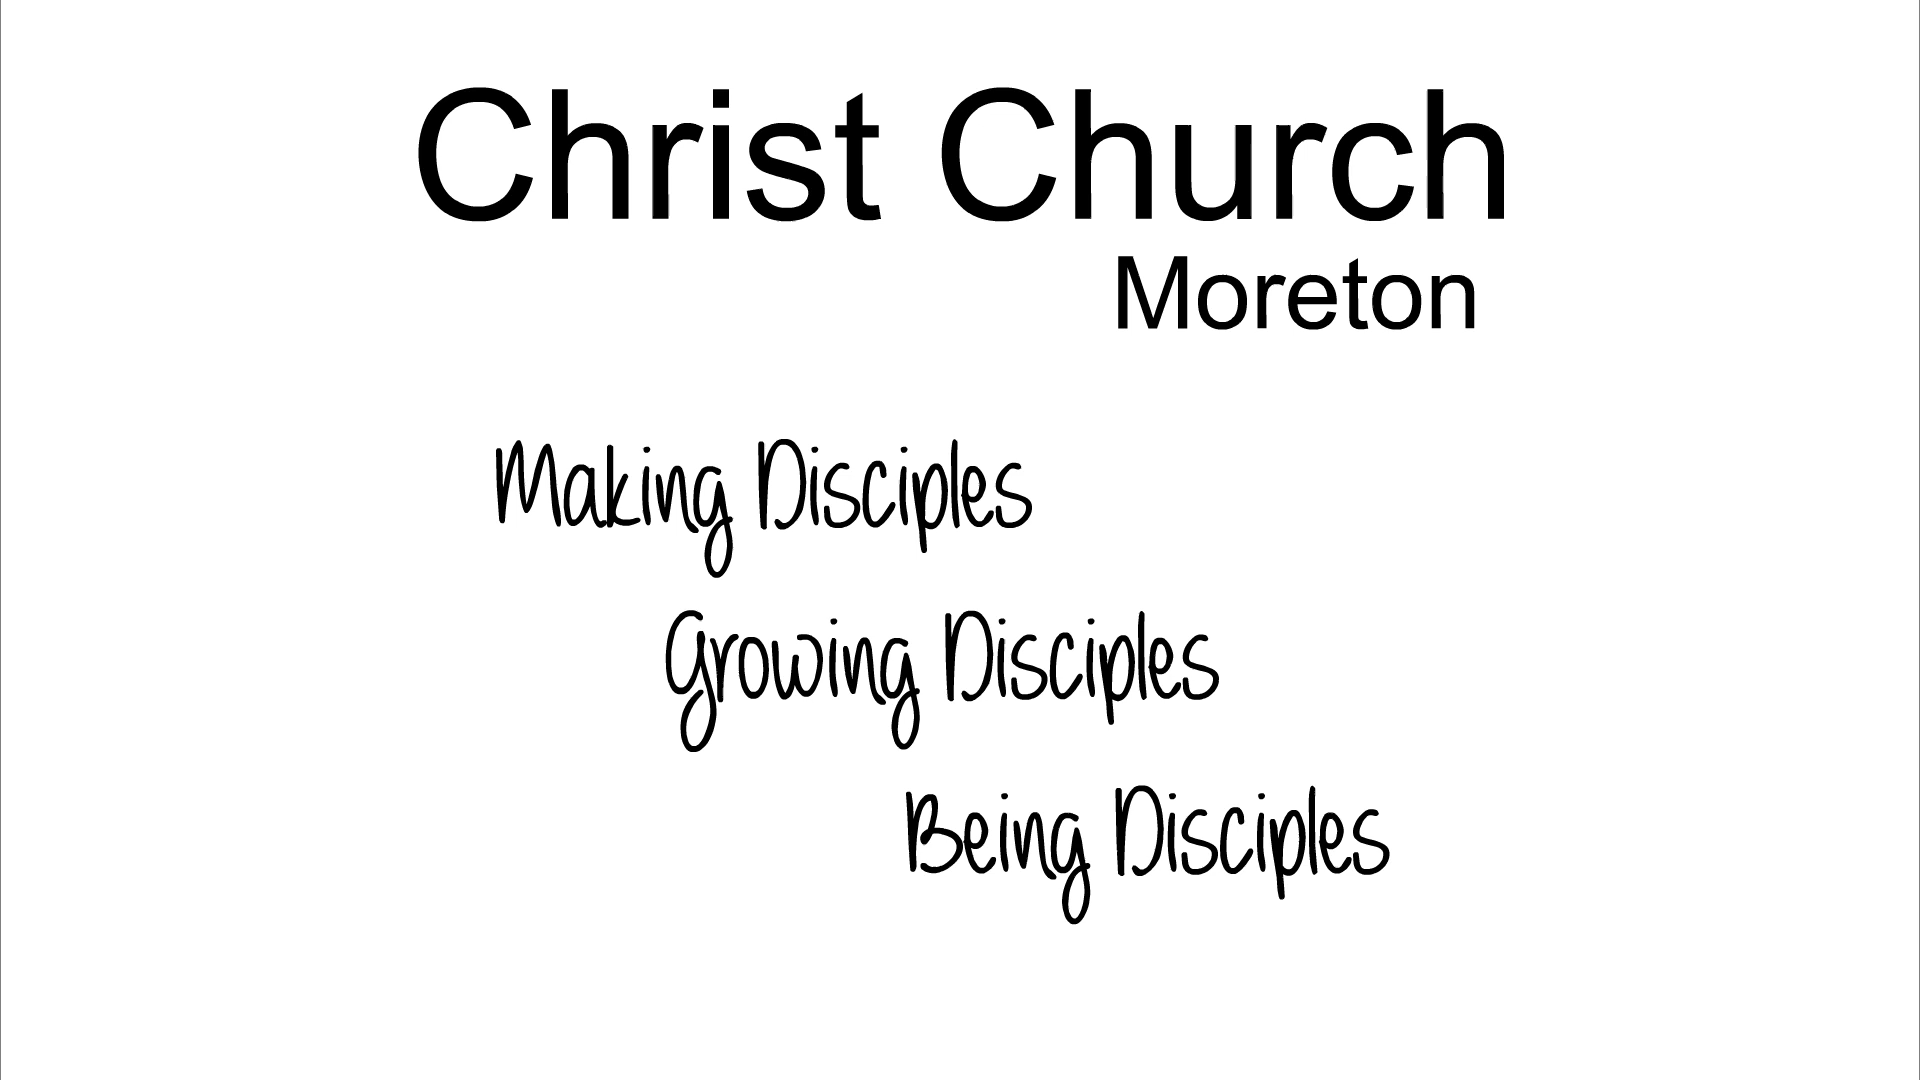 Christ Church
Moreton
Making Disciples
Growing Disciples
Being Disciples